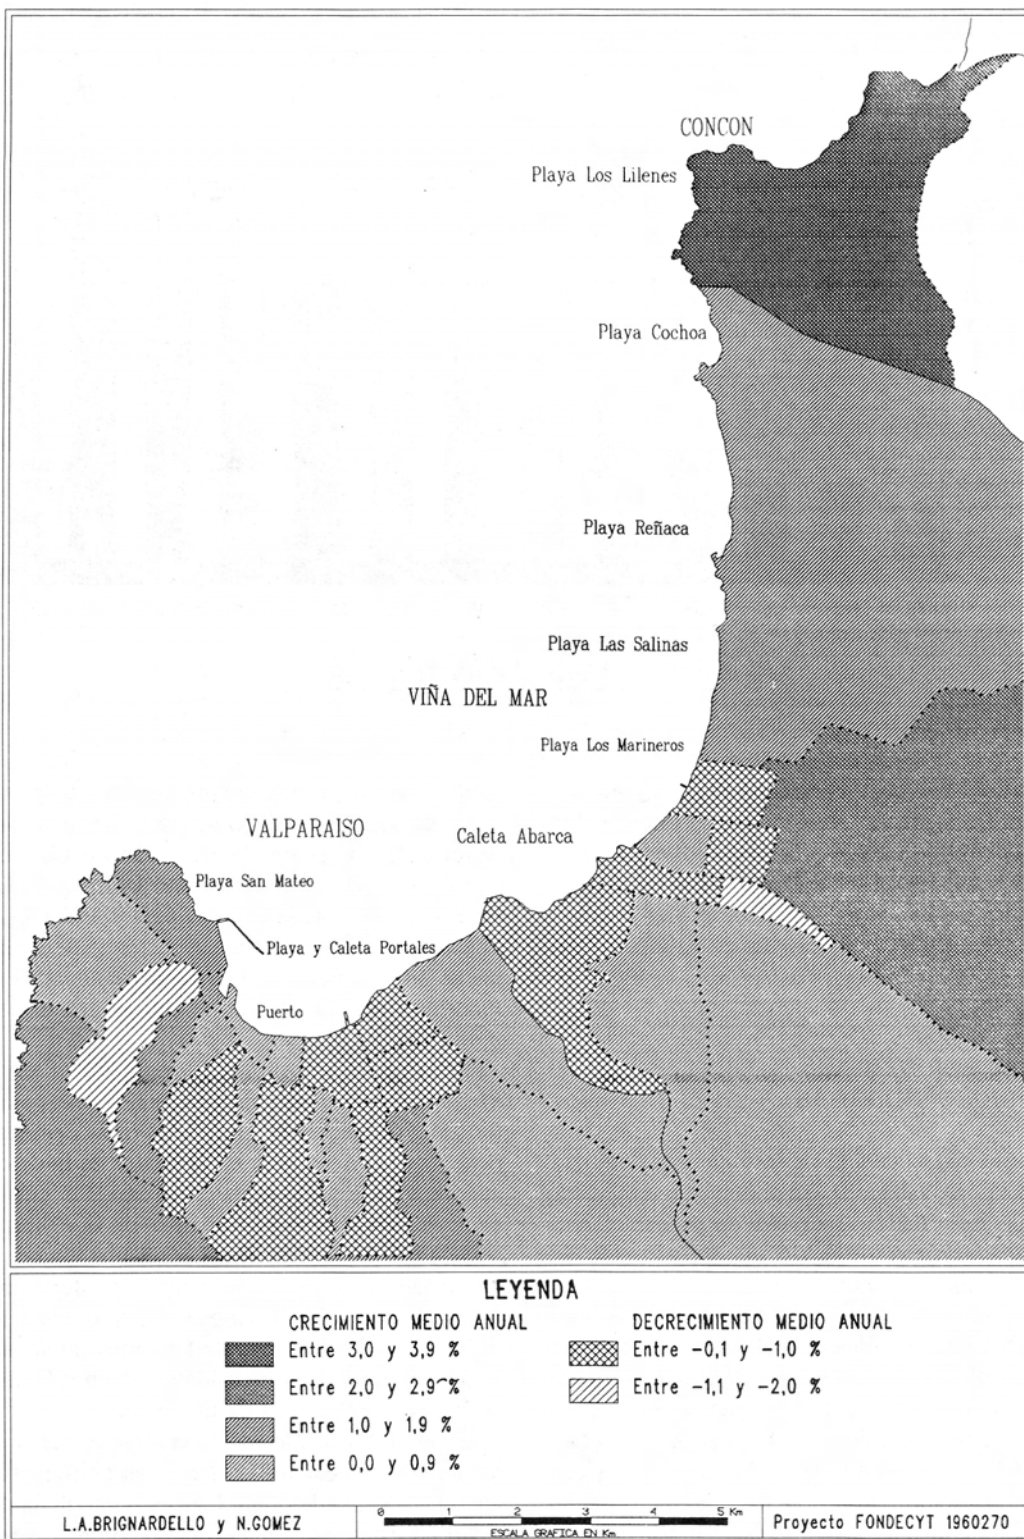 CONCON
Playa Los Lilenes
Playa Cochoa
Playa Reñaca
Playa Las Salinas
VIÑA DEL MAR
Playa Los Marineros
VALPARAISO
Caleta Abarca
Playa San Mateo
Playa y Caleta Portales
Puerto
LEYENDA
CRECIMIENTO MEDIO ANUAL
Entre 3,0 y 3,9 %
Entre 2,0 y 2,9 %
Entre 1,0 y 1,9 %
Entre 0,0 y 0,9 %
DECRECIMIENTO MEDIO ANUAL
Entre -0,1 y -1,0 %
Entre -1,1 y -2,0 %
L.A.BRIGNARDELLO y N.GOMEZ
0 1 2 3 4 5 Km
ESCALA GRAFICA EN Km.
Proyecto FONDECYT 1960270